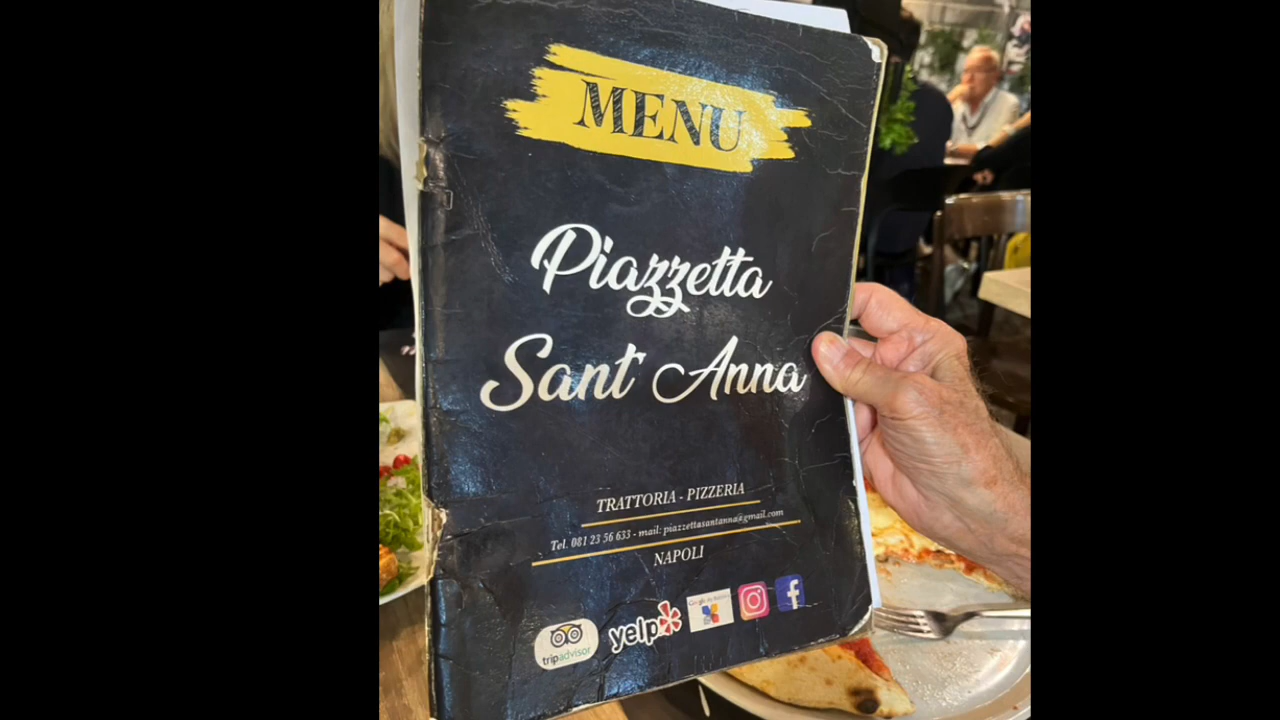 MENU
Piazzetta
Sant' Anna
TRATTORIA - PIZZERIA
Tel. 081 23 56 633 - mail: piazzettasantanna@gmail.com
NAPOLI
tripadvisor
yelp